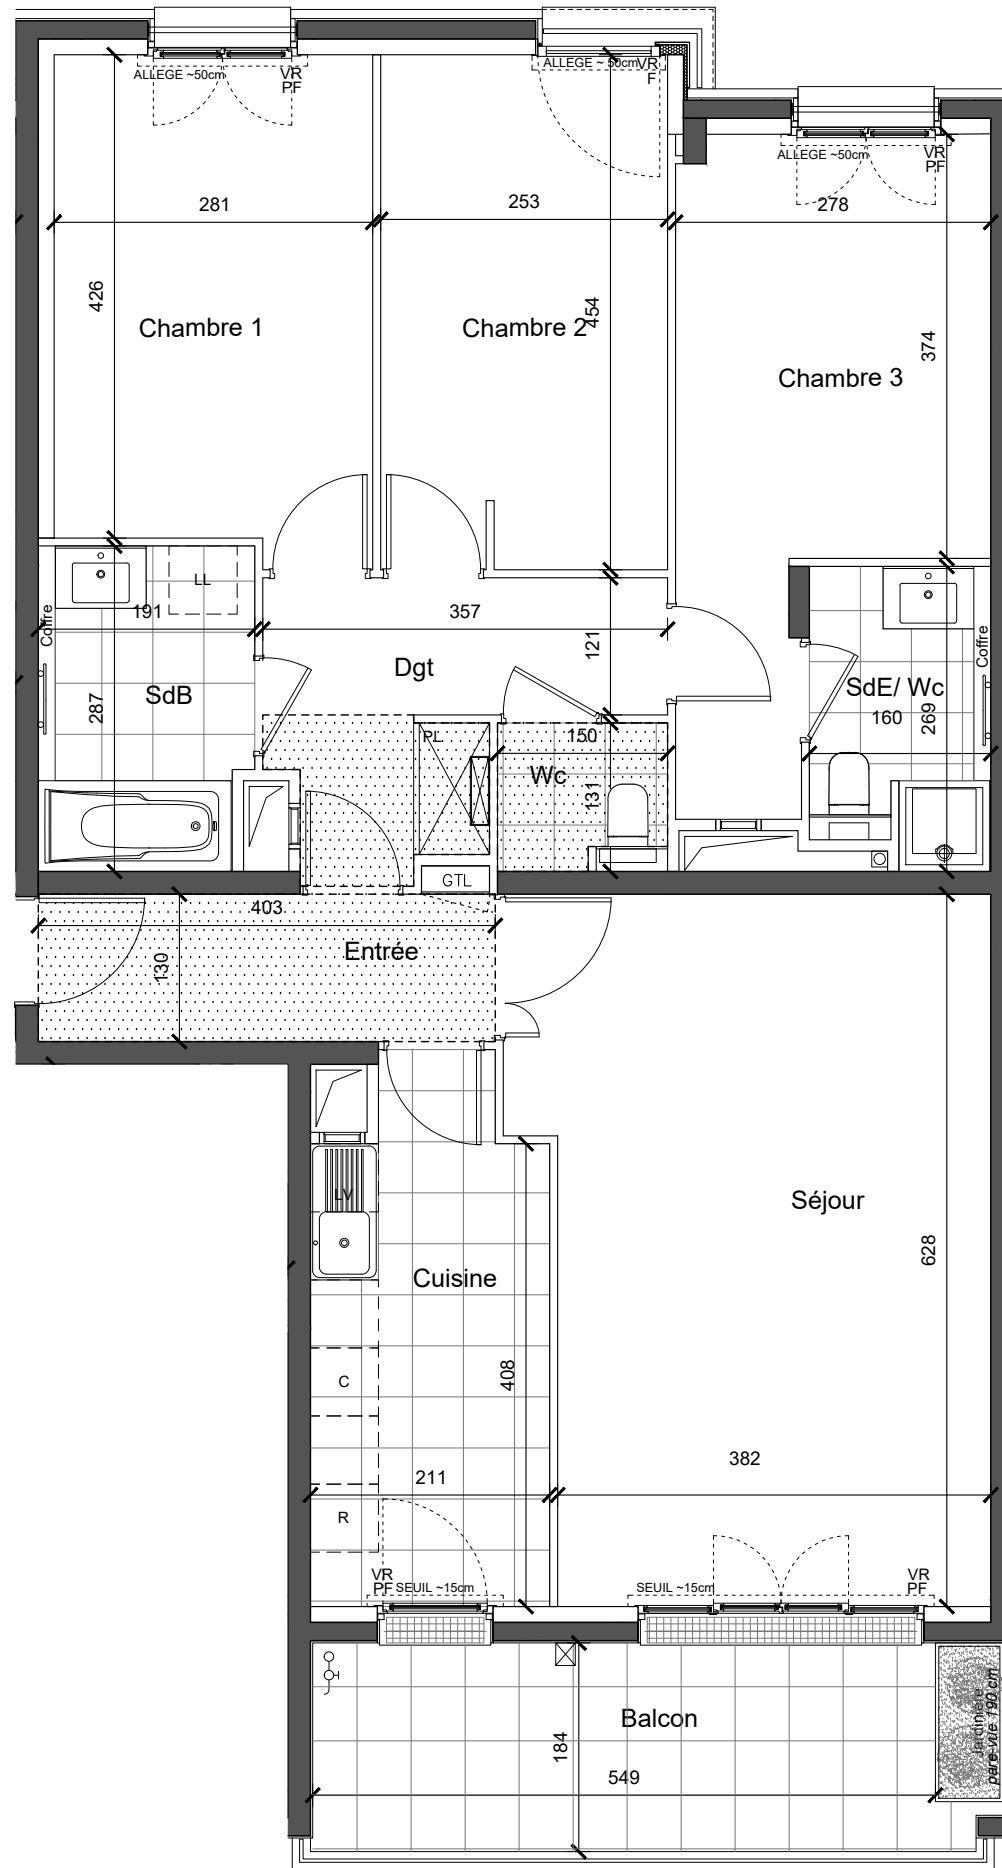 ALLEGE ~50cm
VR
PF
ALLEGE ~ 50cm
VR
F
ALLEGE ~50cm
VR
PF
281
253
278
426
454
374
Chambre 1
Chambre 2
Chambre 3
LL
Coffre
191
357
121
Dgt
SdB
287
Coffre
SdE/ Wc
160
269
PL
150
Wc
131
GTL
403
Entrée
130
LV
Séjour
628
Cuisine
408
C
211
382
R
VR
PF
SEUIL ~15cm
SEUIL ~15cm
VR
PF
Balcon
184
549
Jardinière
pare-vue 190 cm